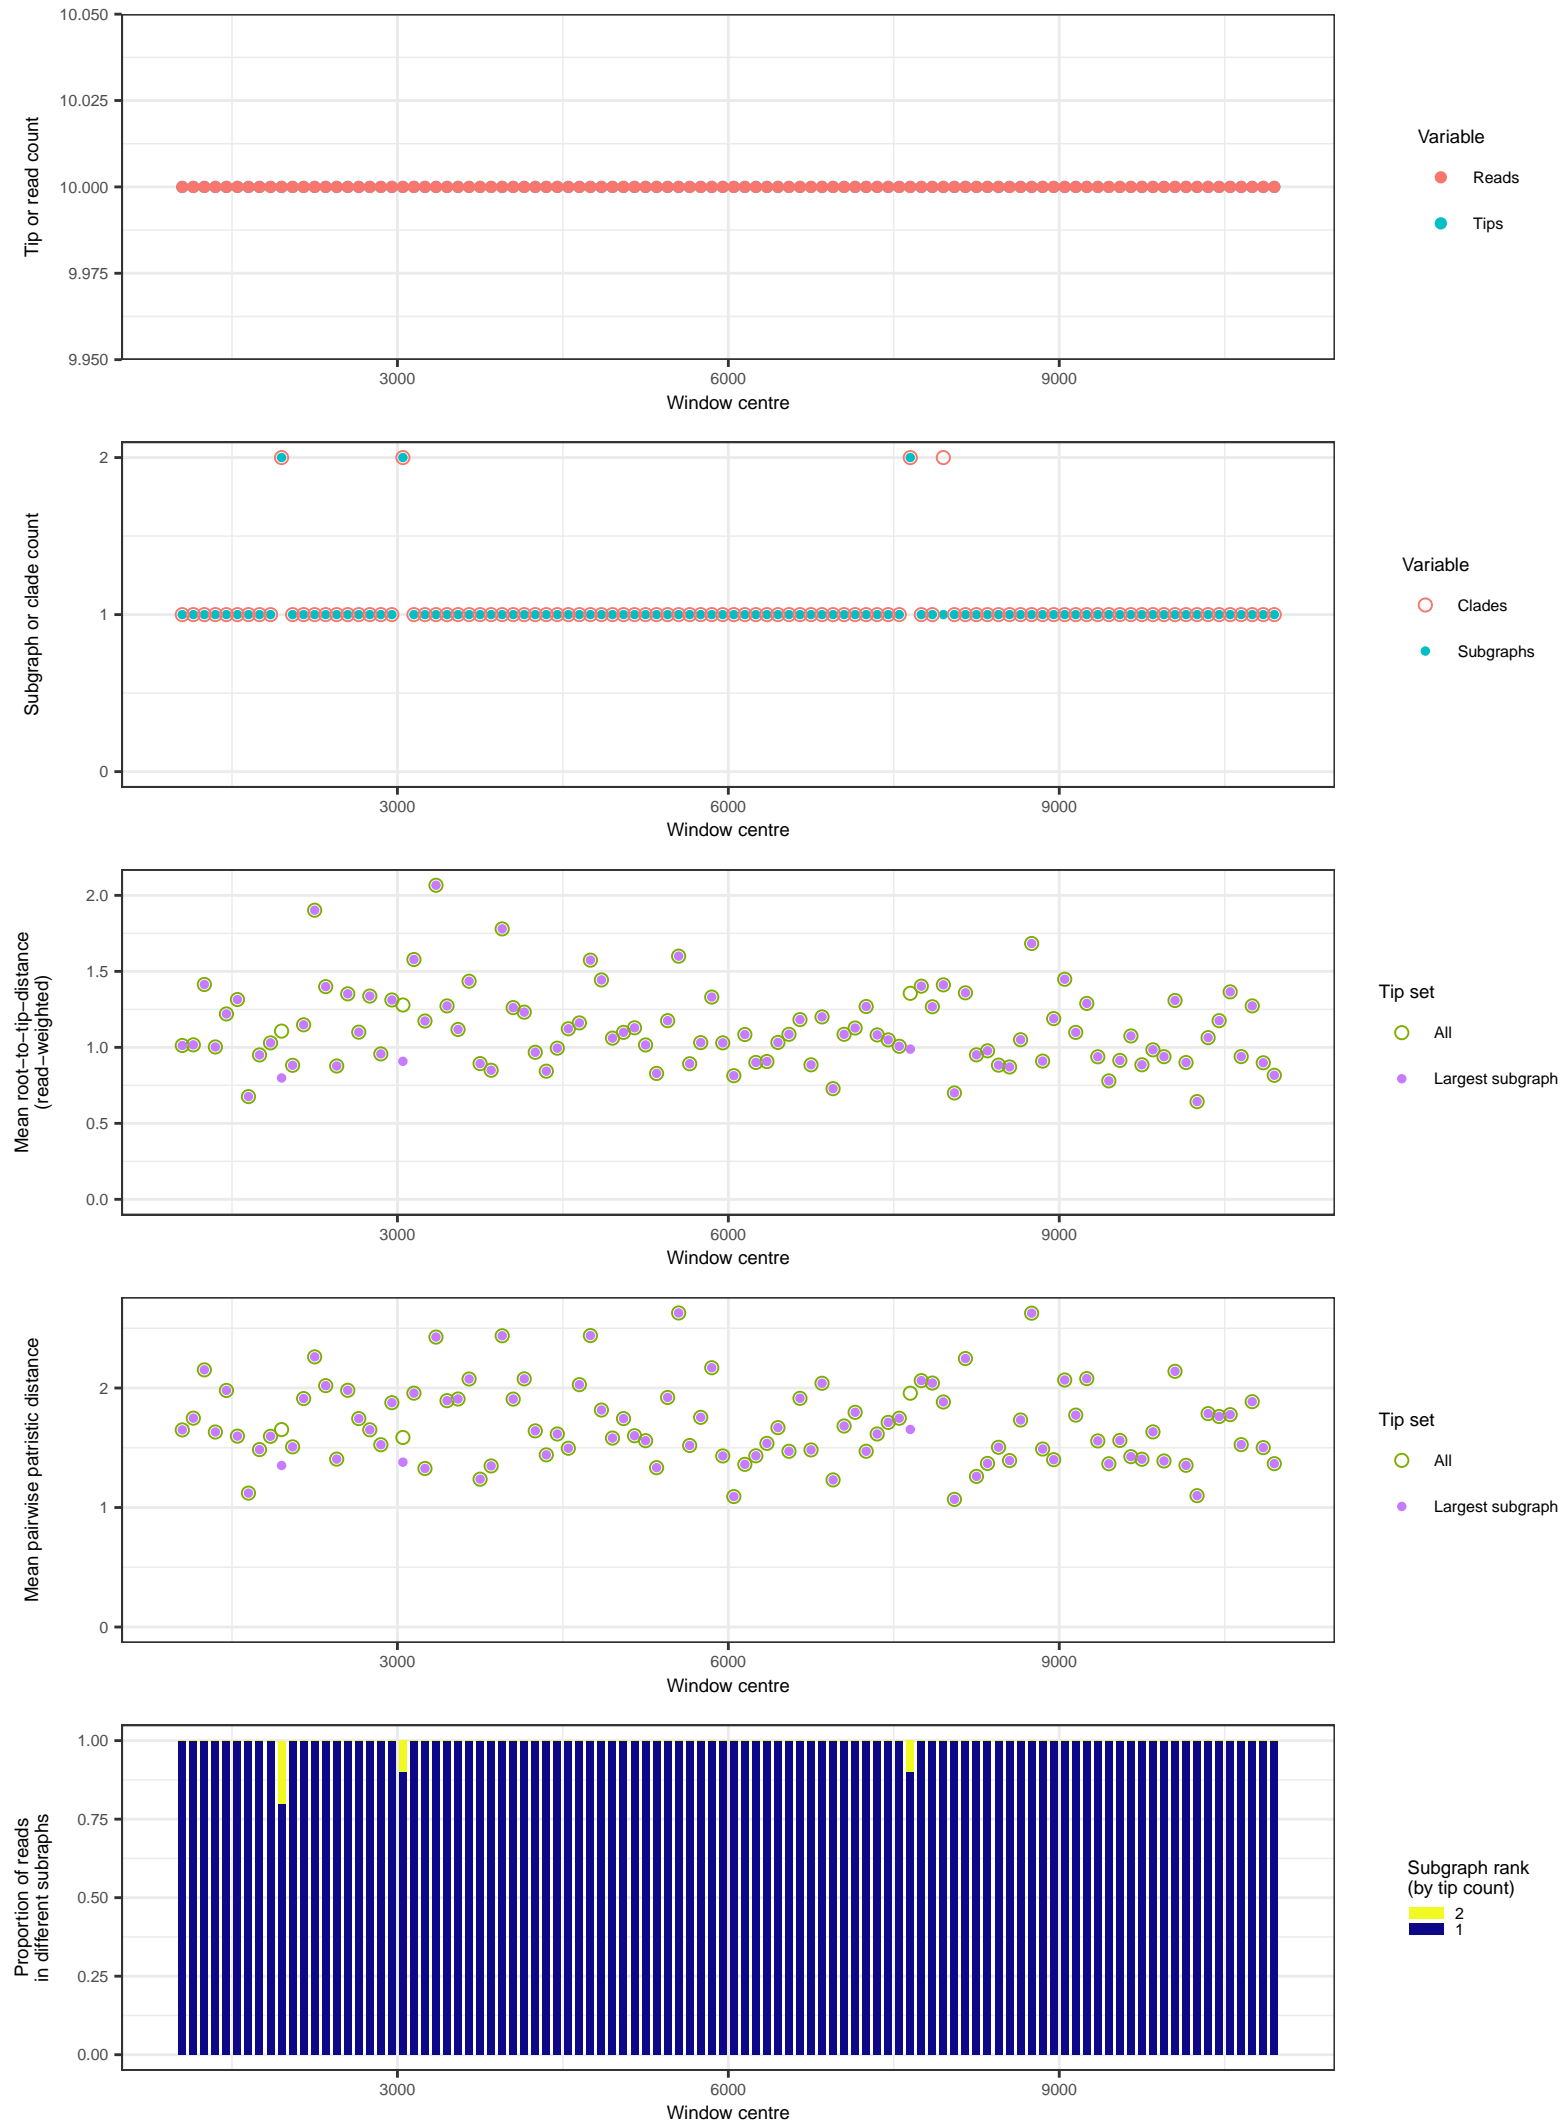 10.050
10.025
10.000
9.975
9.950
Tip or read count
3000
6000
9000
Window centre
Variable
Reads
Tips
2
1
0
Subgraph or clade count
3000
6000
9000
Window centre
Variable
Clades
Subgraphs
2.0
1.5
1.0
0.5
0.0
Mean root−to−tip−distance
(read−weighted)
3000
6000
9000
Window centre
Tip set
All
Largest subgraph
2
1
0
Mean pairwise patristic distance
3000
6000
9000
Window centre
Tip set
All
Largest subgraph
1.00
0.75
0.50
0.25
0.00
Proportion of reads
in different subraphs
3000
6000
9000
Window centre
Subgraph rank
(by tip count)
2
1